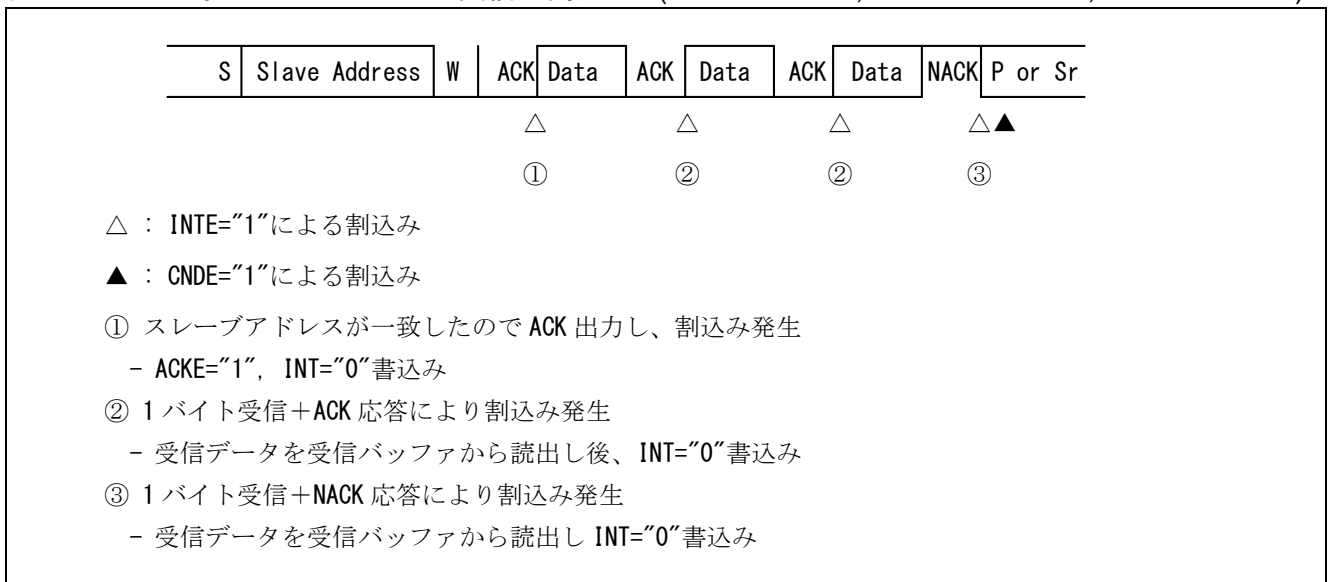 S Slave Address W ACK Data ACK Data ACK Data NACK P or Sr
△ △ △ △▲
① ② ② ③
△ : INTE="1"による割込み
▲ : CNDE="1"による割込み
① スレーブアドレスが一致したので ACK 出力し、割込み発生
- ACKE="1", INT="0"書込み
② 1 バイト受信+ACK 応答により割込み発生
- 受信データを受信バッファから読出し後、INT="0"書込み
③ 1 バイト受信+NACK 応答により割込み発生
- 受信データを受信バッファから読出し INT="0"書込み